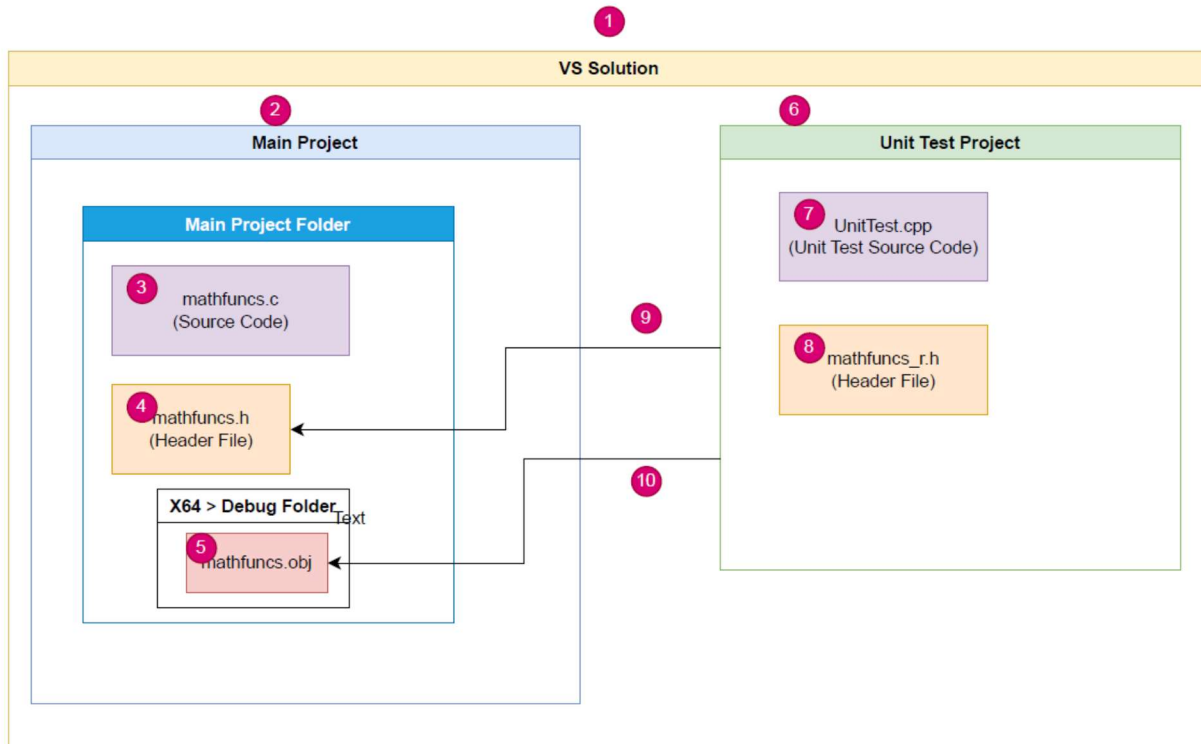 1
VS Solution
2
Main Project
Main Project Folder
3
mathfuncs.c
(Source Code)
4
mathfuncs.h
(Header File)
X64 > Debug Folder
Text
5
mathfuncs.obj
6
Unit Test Project
7
UnitTest.cpp
(Unit Test Source Code)
8
mathfuncs_r.h
(Header File)
9
10